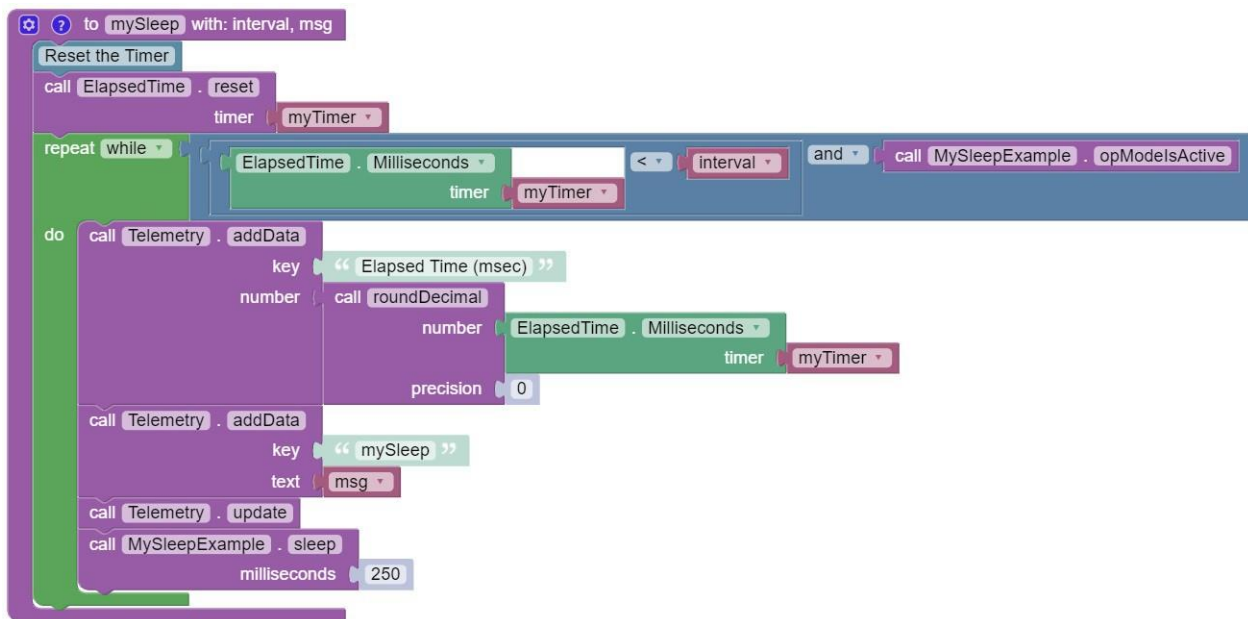 ? to mySleep with: interval, msg
Reset the Timer
call ElapsedTime . reset
timer myTimer
repeat while ElapsedTime . Milliseconds < interval and call MySleepExample . opModeIsActive
timer myTimer
do call Telemetry . addData
key “ Elapsed Time (msec) ”
number call roundDecimal
number ElapsedTime . Milliseconds
timer myTimer
precision 0
call Telemetry . addData
key “ mySleep ”
text msg
call Telemetry . update
call MySleepExample . sleep
milliseconds 250